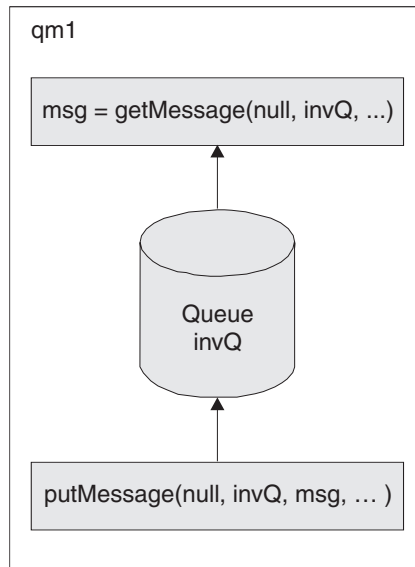 qm1
msg = getMessage(null, invQ, ...)
Queue
invQ
putMessage(null, invQ, msg, … )